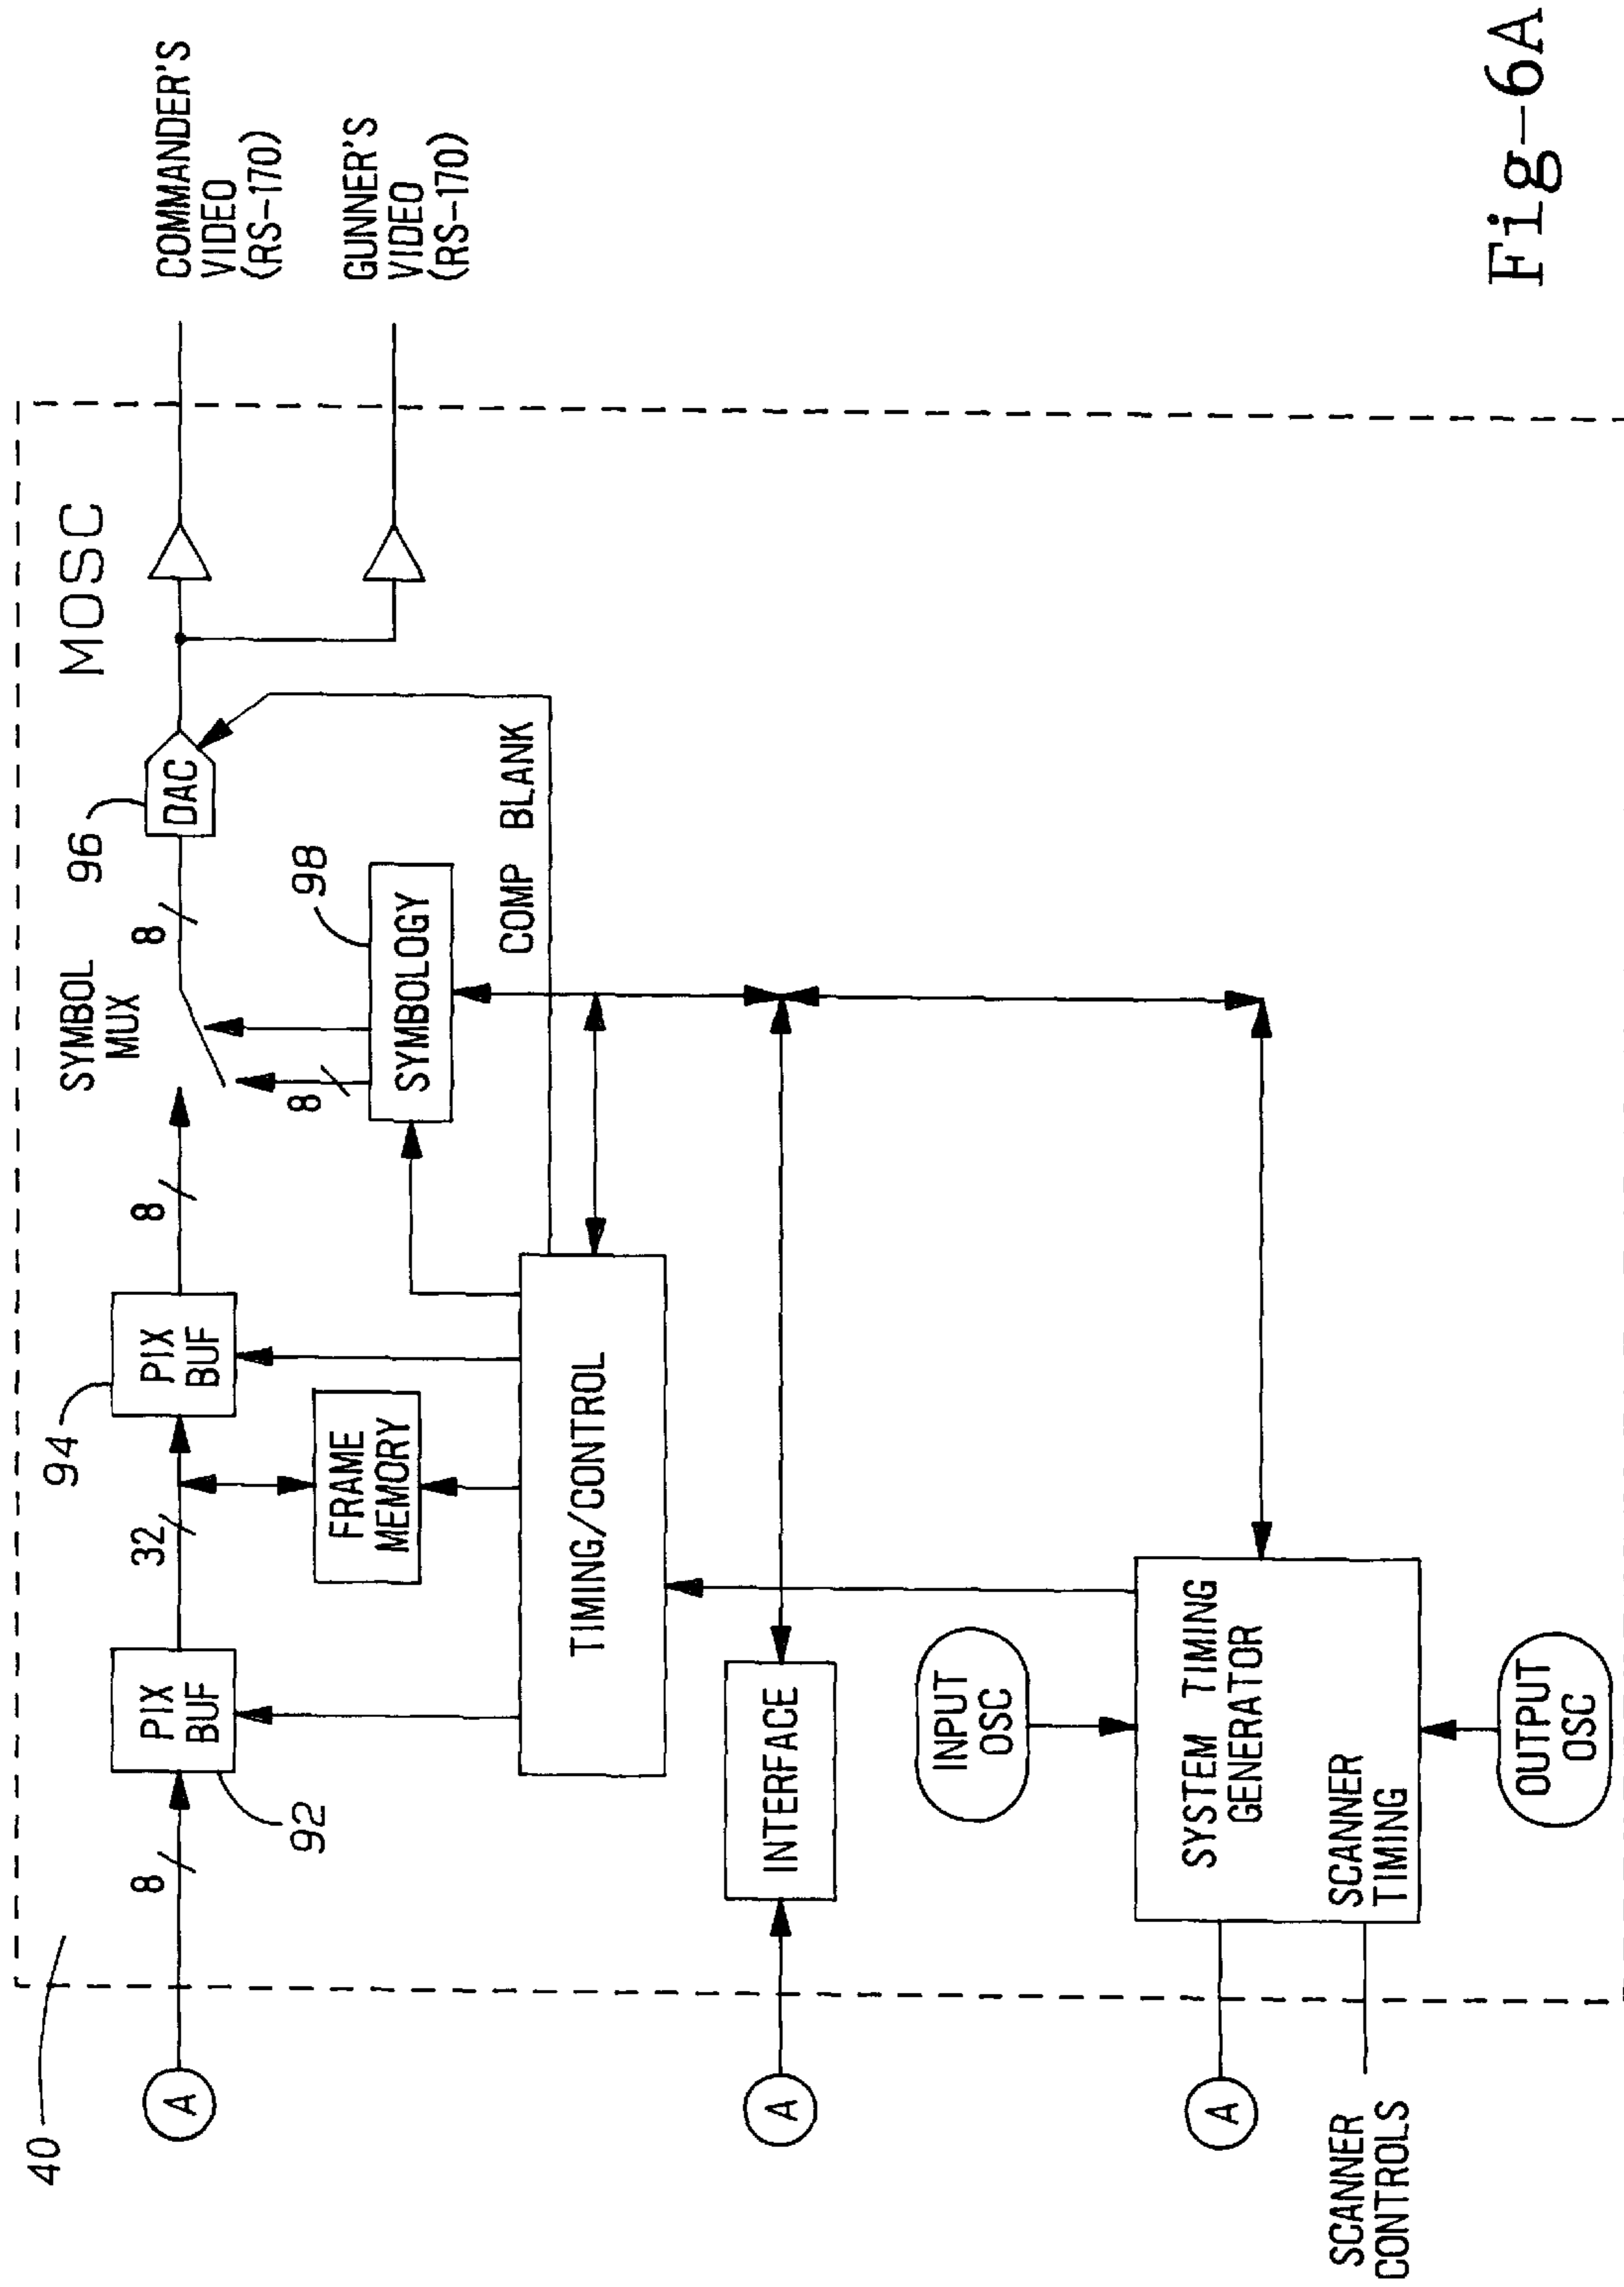 40
MOSC
A
8
PIX
BUF
92
32
PIX
BUF
94
8
SYMBOL
MUX
8
DAC
96
COMMANDER'S
VIDEO
(RS-170)
GUNNER'S
VIDEO
(RS-170)
FRAME
MEMORY
8
SYMBOLOGY
98
TIMING/CONTROL
COMP BLANK
A
INTERFACE
INPUT
OSC
A
SYSTEM TIMING
GENERATOR
SCANNER
TIMING
SCANNER
CONTROLS
OUTPUT
OSC
Fig-6A